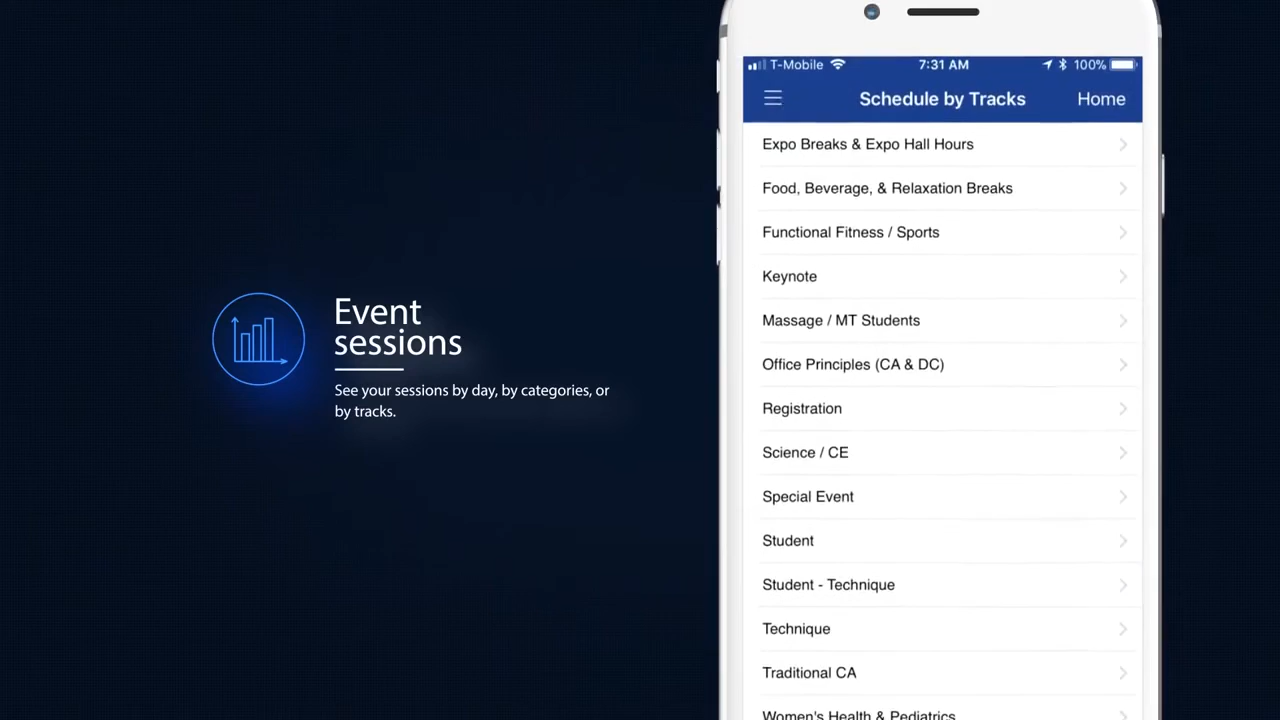 Event
sessions
See your sessions by day, by categories, or
by tracks.
T-Mobile 7:31 AM 100%
Schedule by Tracks Home
Expo Breaks & Expo Hall Hours
Food, Beverage, & Relaxation Breaks
Functional Fitness / Sports
Keynote
Massage / MT Students
Office Principles (CA & DC)
Registration
Science / CE
Special Event
Student
Student - Technique
Technique
Traditional CA
Women's Health & Pediatrics